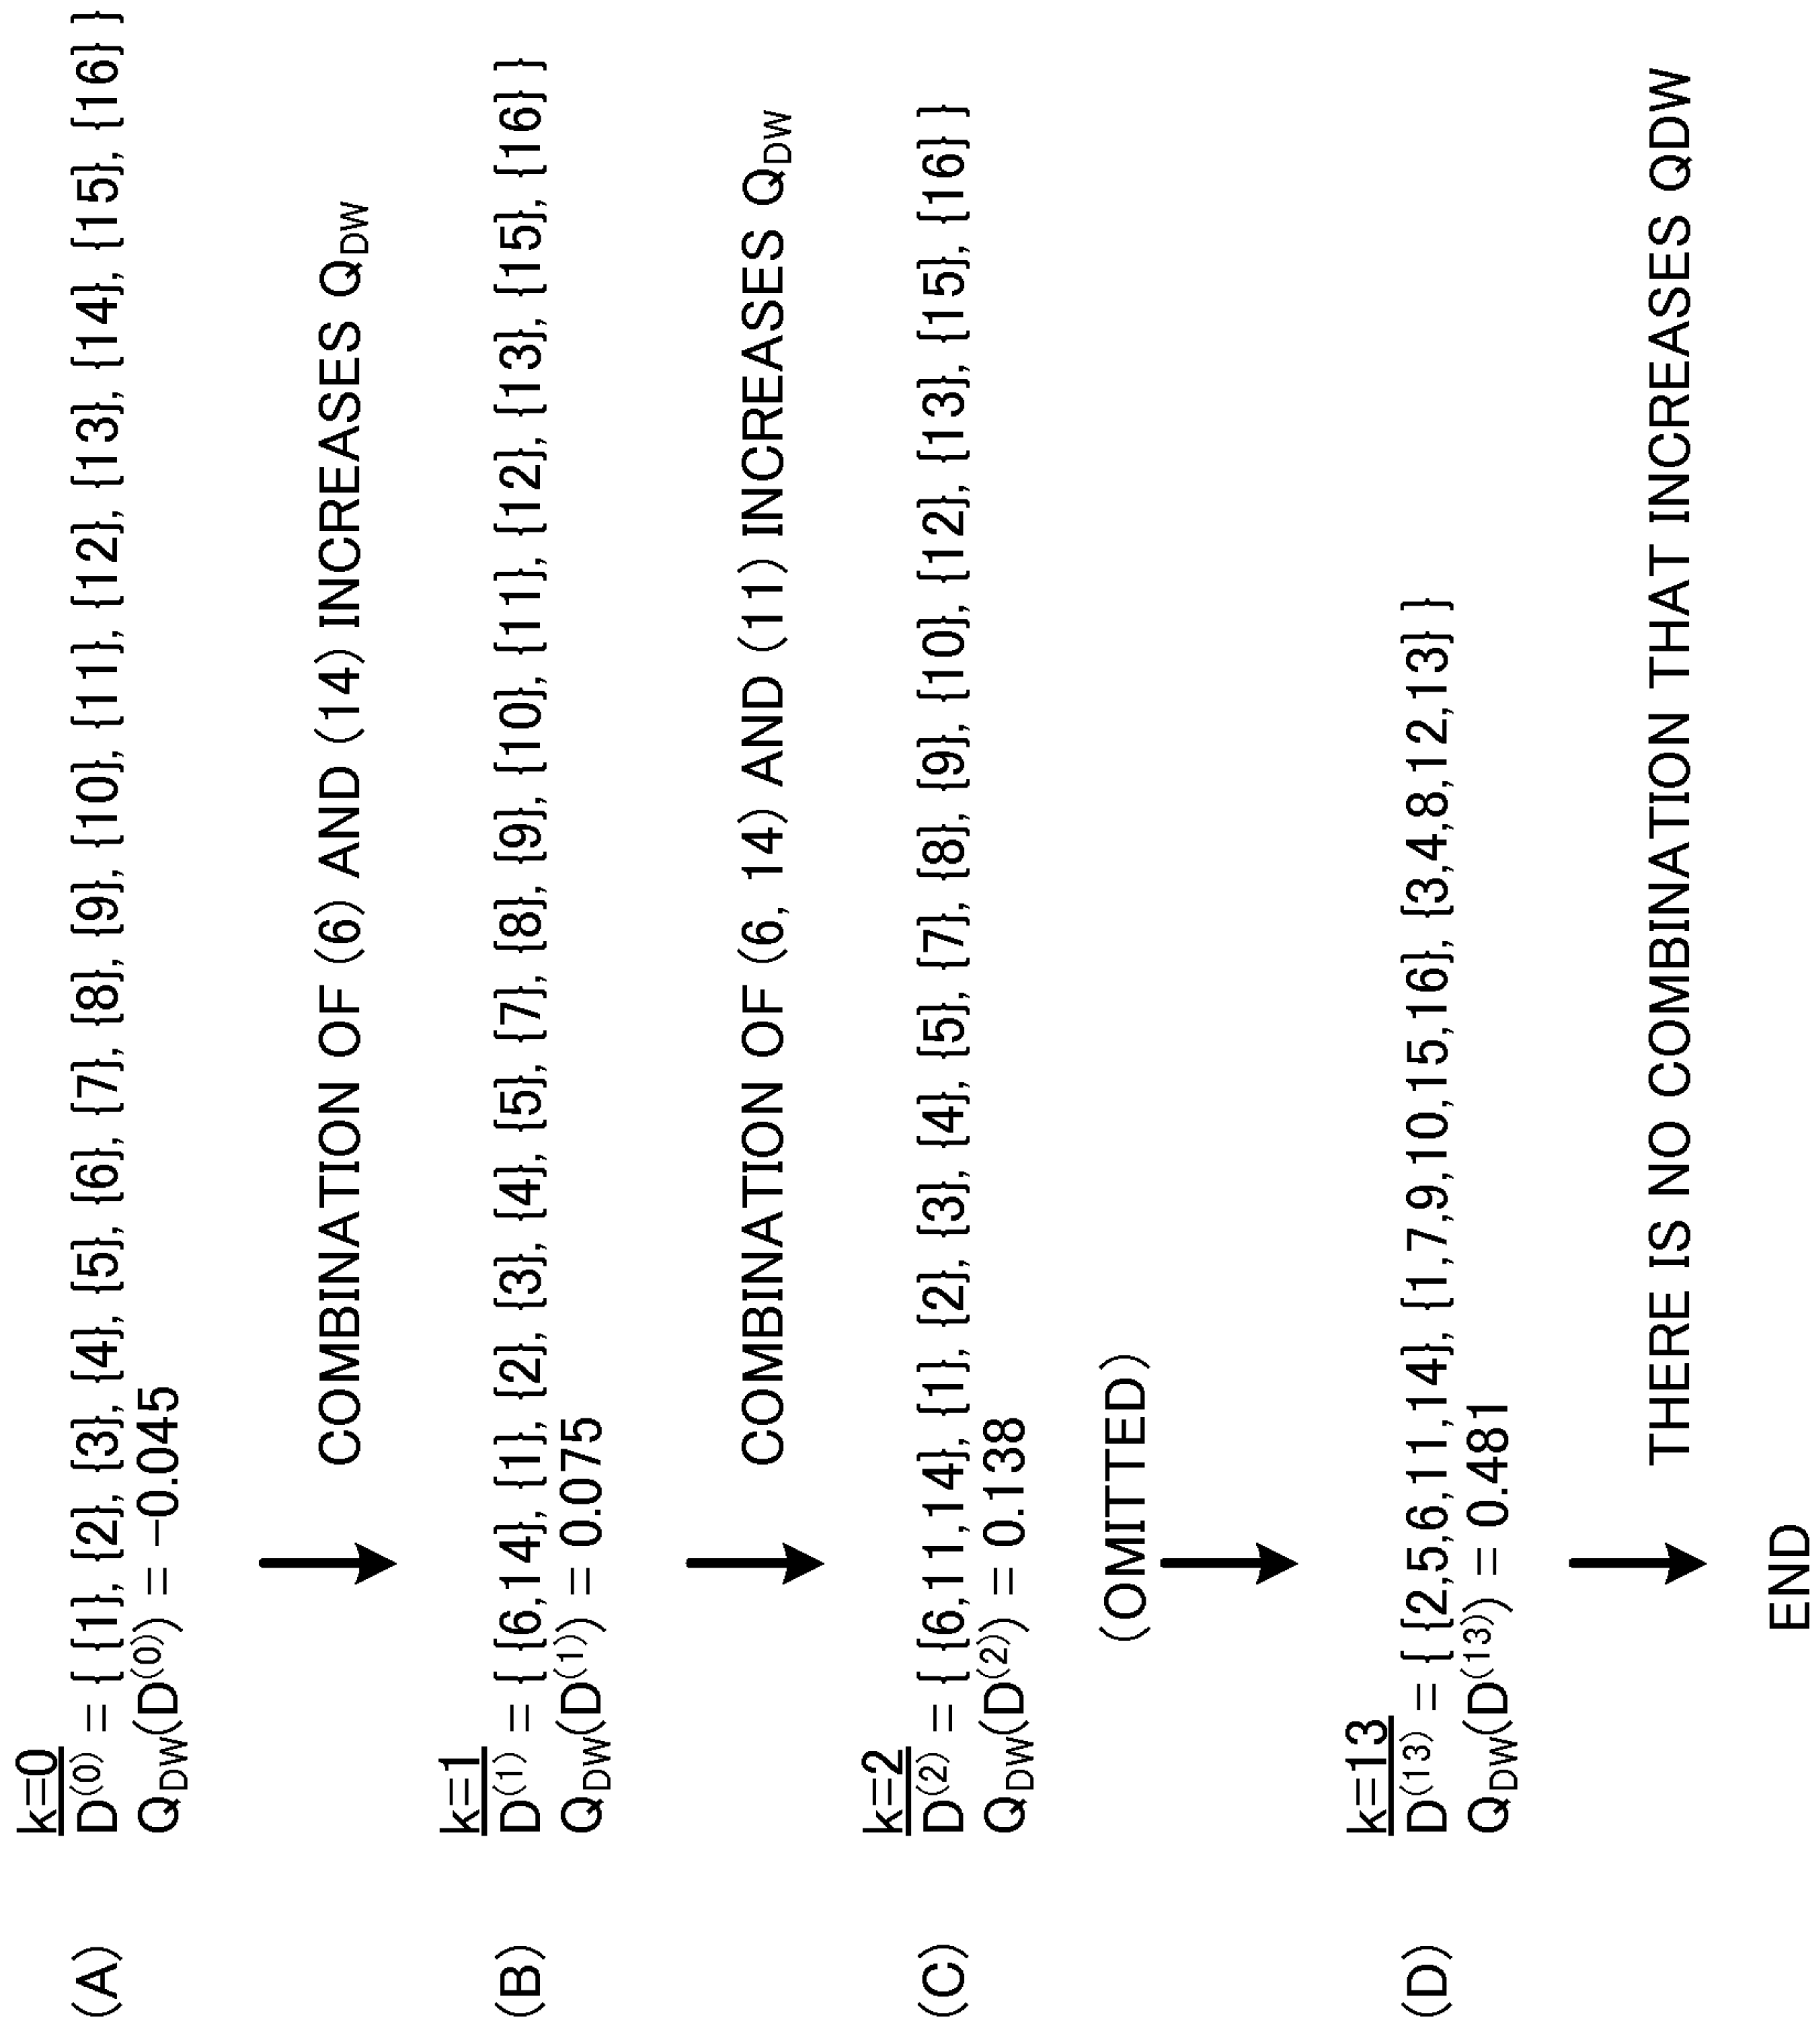 k=0
(A) D(0) = { {1}, {2}, {3}, {4}, {5}, {6}, {7}, {8}, {9}, {10}, {11}, {12}, {13}, {14}, {15}, {16} }
QDW(D(0)) = −0.045
COMBINATION OF (6) AND (14) INCREASES QDW
k=1
(B) D(1) = { {6,14}, {1}, {2}, {3}, {4}, {5}, {7}, {8}, {9}, {10}, {11}, {12}, {13}, {15}, {16} }
QDW(D(1)) = 0.075
COMBINATION OF (6, 14) AND (11) INCREASES QDW
k=2
(C) D(2) = { {6,11,14}, {1}, {2}, {3}, {4}, {5}, {7}, {8}, {9}, {10}, {12}, {13}, {15}, {16} }
QDW(D(2)) = 0.138
(OMITTED)
k=13
(D) D(13) = { {2,5,6,11,14}, {1,7,9,10,15,16}, {3,4,8,12,13} }
QDW(D(13)) = 0.481
THERE IS NO COMBINATION THAT INCREASES QDW
END